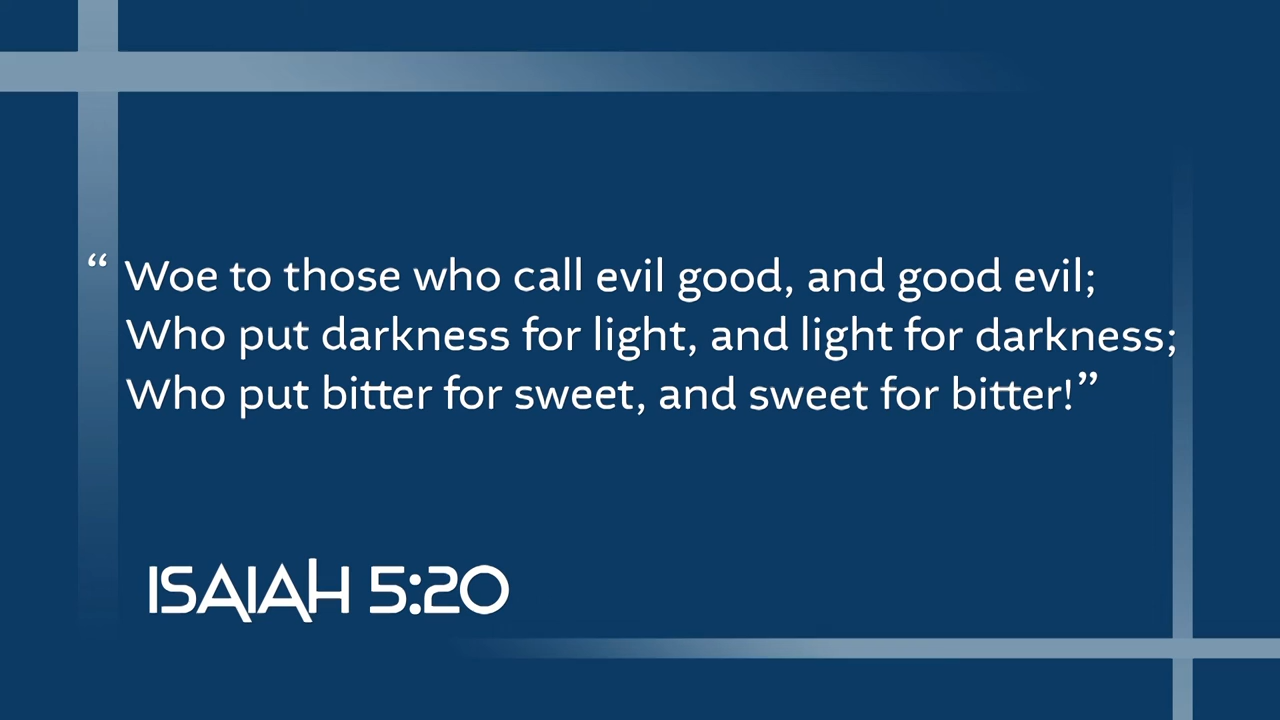 “ Woe to those who call evil good, and good evil;
Who put darkness for light, and light for darkness;
Who put bitter for sweet, and sweet for bitter!”
ISAIAH 5:20